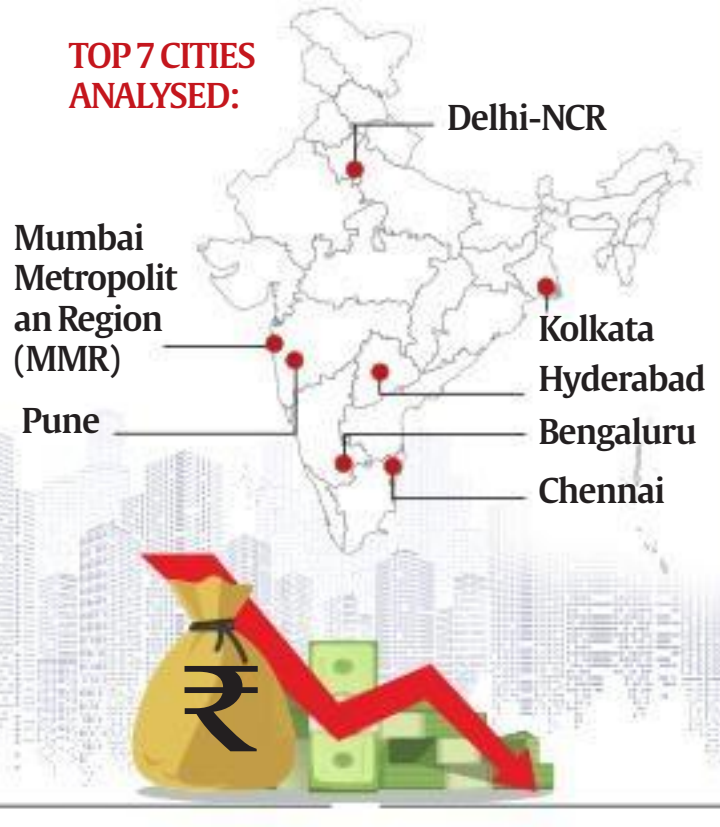 TOP 7 CITIES
ANALYSED:
Delhi-NCR
Mumbai
Metropolit
an Region
(MMR)
Pune
Kolkata
Hyderabad
Bengaluru
Chennai
₹